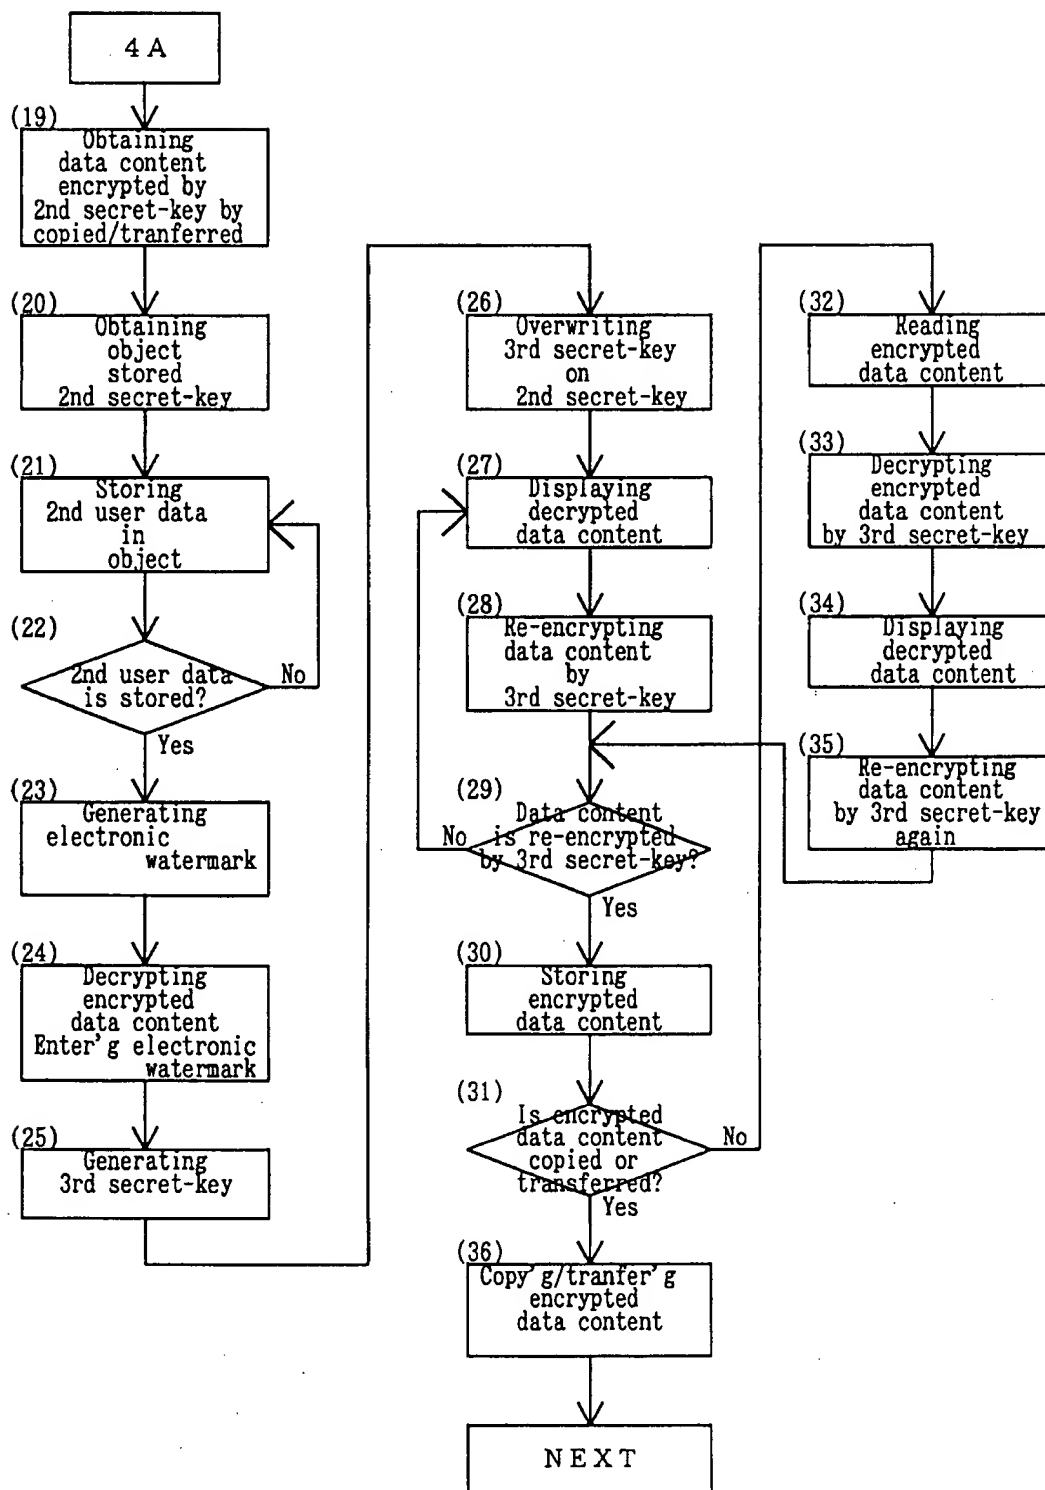 4A
(19)
Obtaining
data content
encrypted by
2nd secret-key by
copied/tranferred
(20)
Obtaining
object
stored
2nd secret-key
(21)
Storing
2nd user data
in
object
(22)
2nd user data
is stored?
No
Yes
(23)
Generating
electronic
watermark
(24)
Decrypting
encrypted
data content
Enter'g electronic
watermark
(25)
Generating
3rd secret-key
(26)
Overwriting
3rd secret-key
on
2nd secret-key
(27)
Displaying
decrypted
data content
(28)
Re-encrypting
data content
by
3rd secret-key
(29)
Data content
is re-encrypted
by 3rd secret-key?
No
Yes
(30)
Storing
encrypted
data content
(31)
Is encrypted
data content
copied or
transferred?
No
Yes
(32)
Reading
encrypted
data content
(33)
Decrypting
encrypted
data content
by 3rd secret-key
(34)
Displaying
decrypted
data content
(35)
Re-encrypting
data content
by 3rd secret-key
again
(36)
Copy'g/tranfer'g
encrypted
data content
NEXT